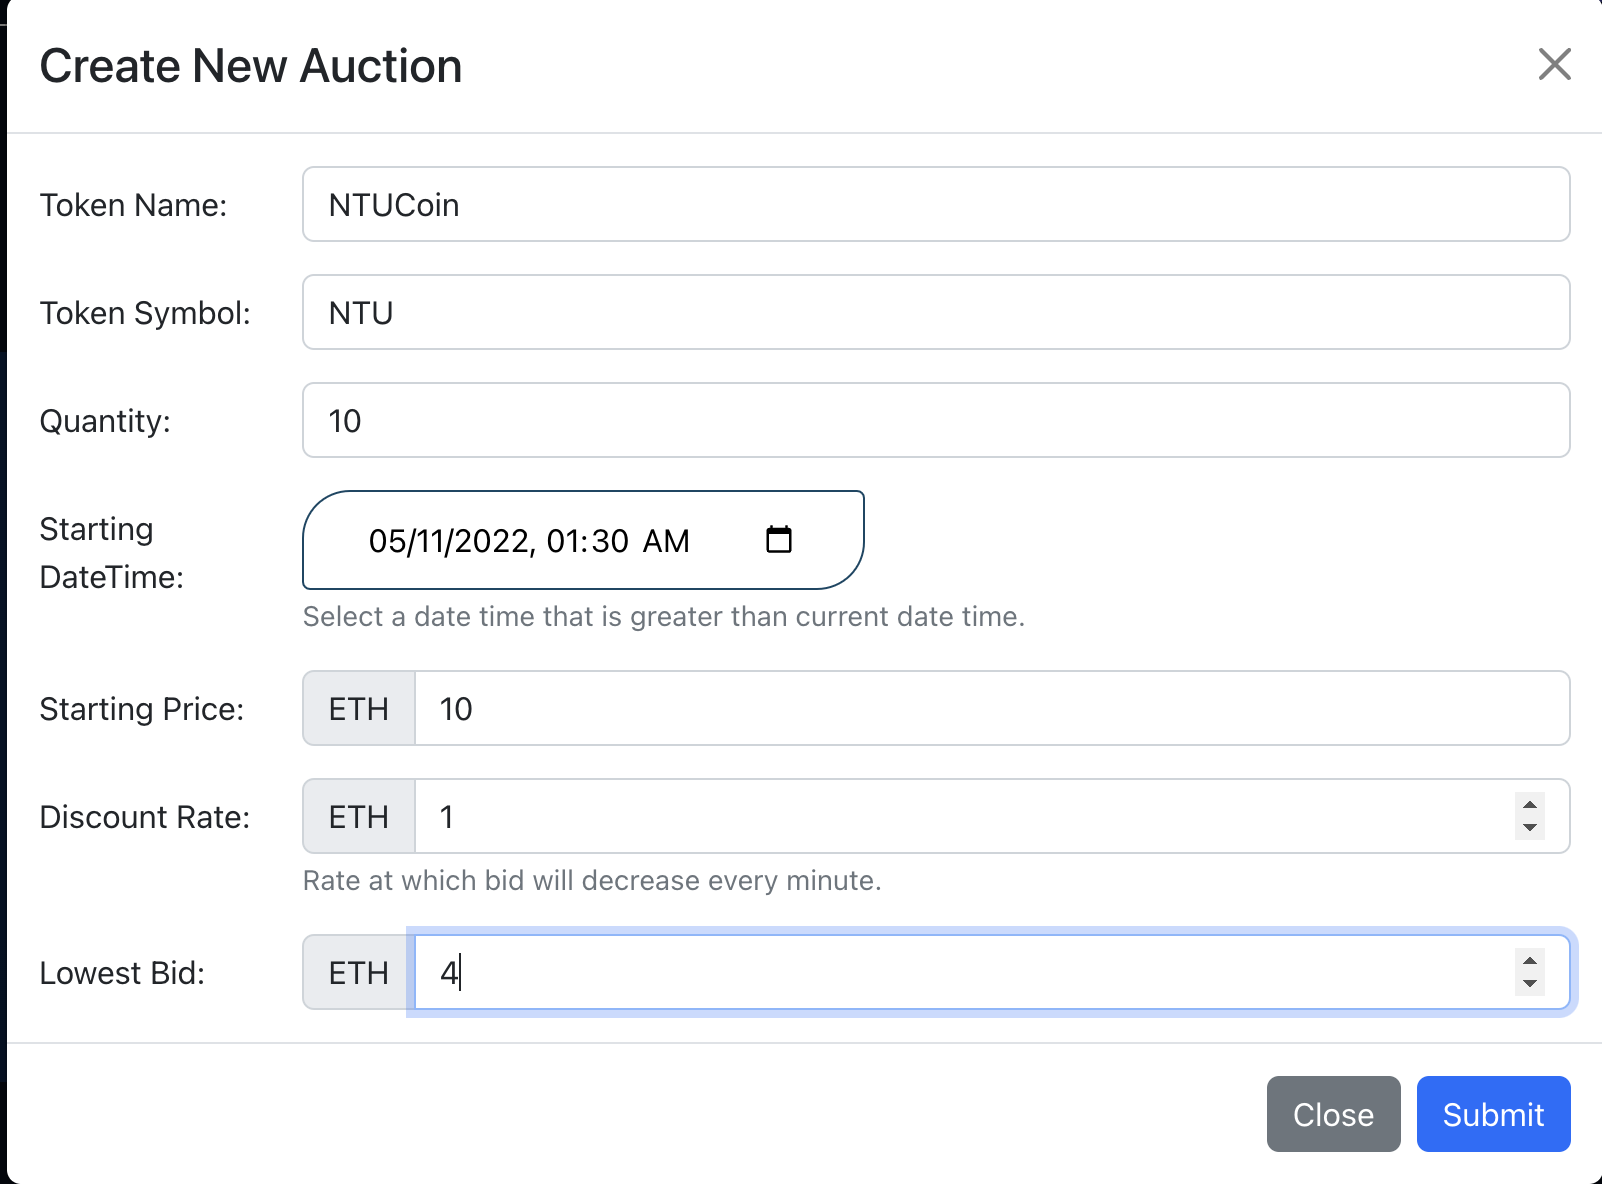 Create New Auction
Token Name:
NTUCoin
Token Symbol:
NTU
Quantity:
10
Starting
DateTime:
05/11/2022, 01:30 AM
Select a date time that is greater than current date time.
Starting Price:
ETH
10
Discount Rate:
ETH
1
Rate at which bid will decrease every minute.
Lowest Bid:
ETH
4
Close
Submit